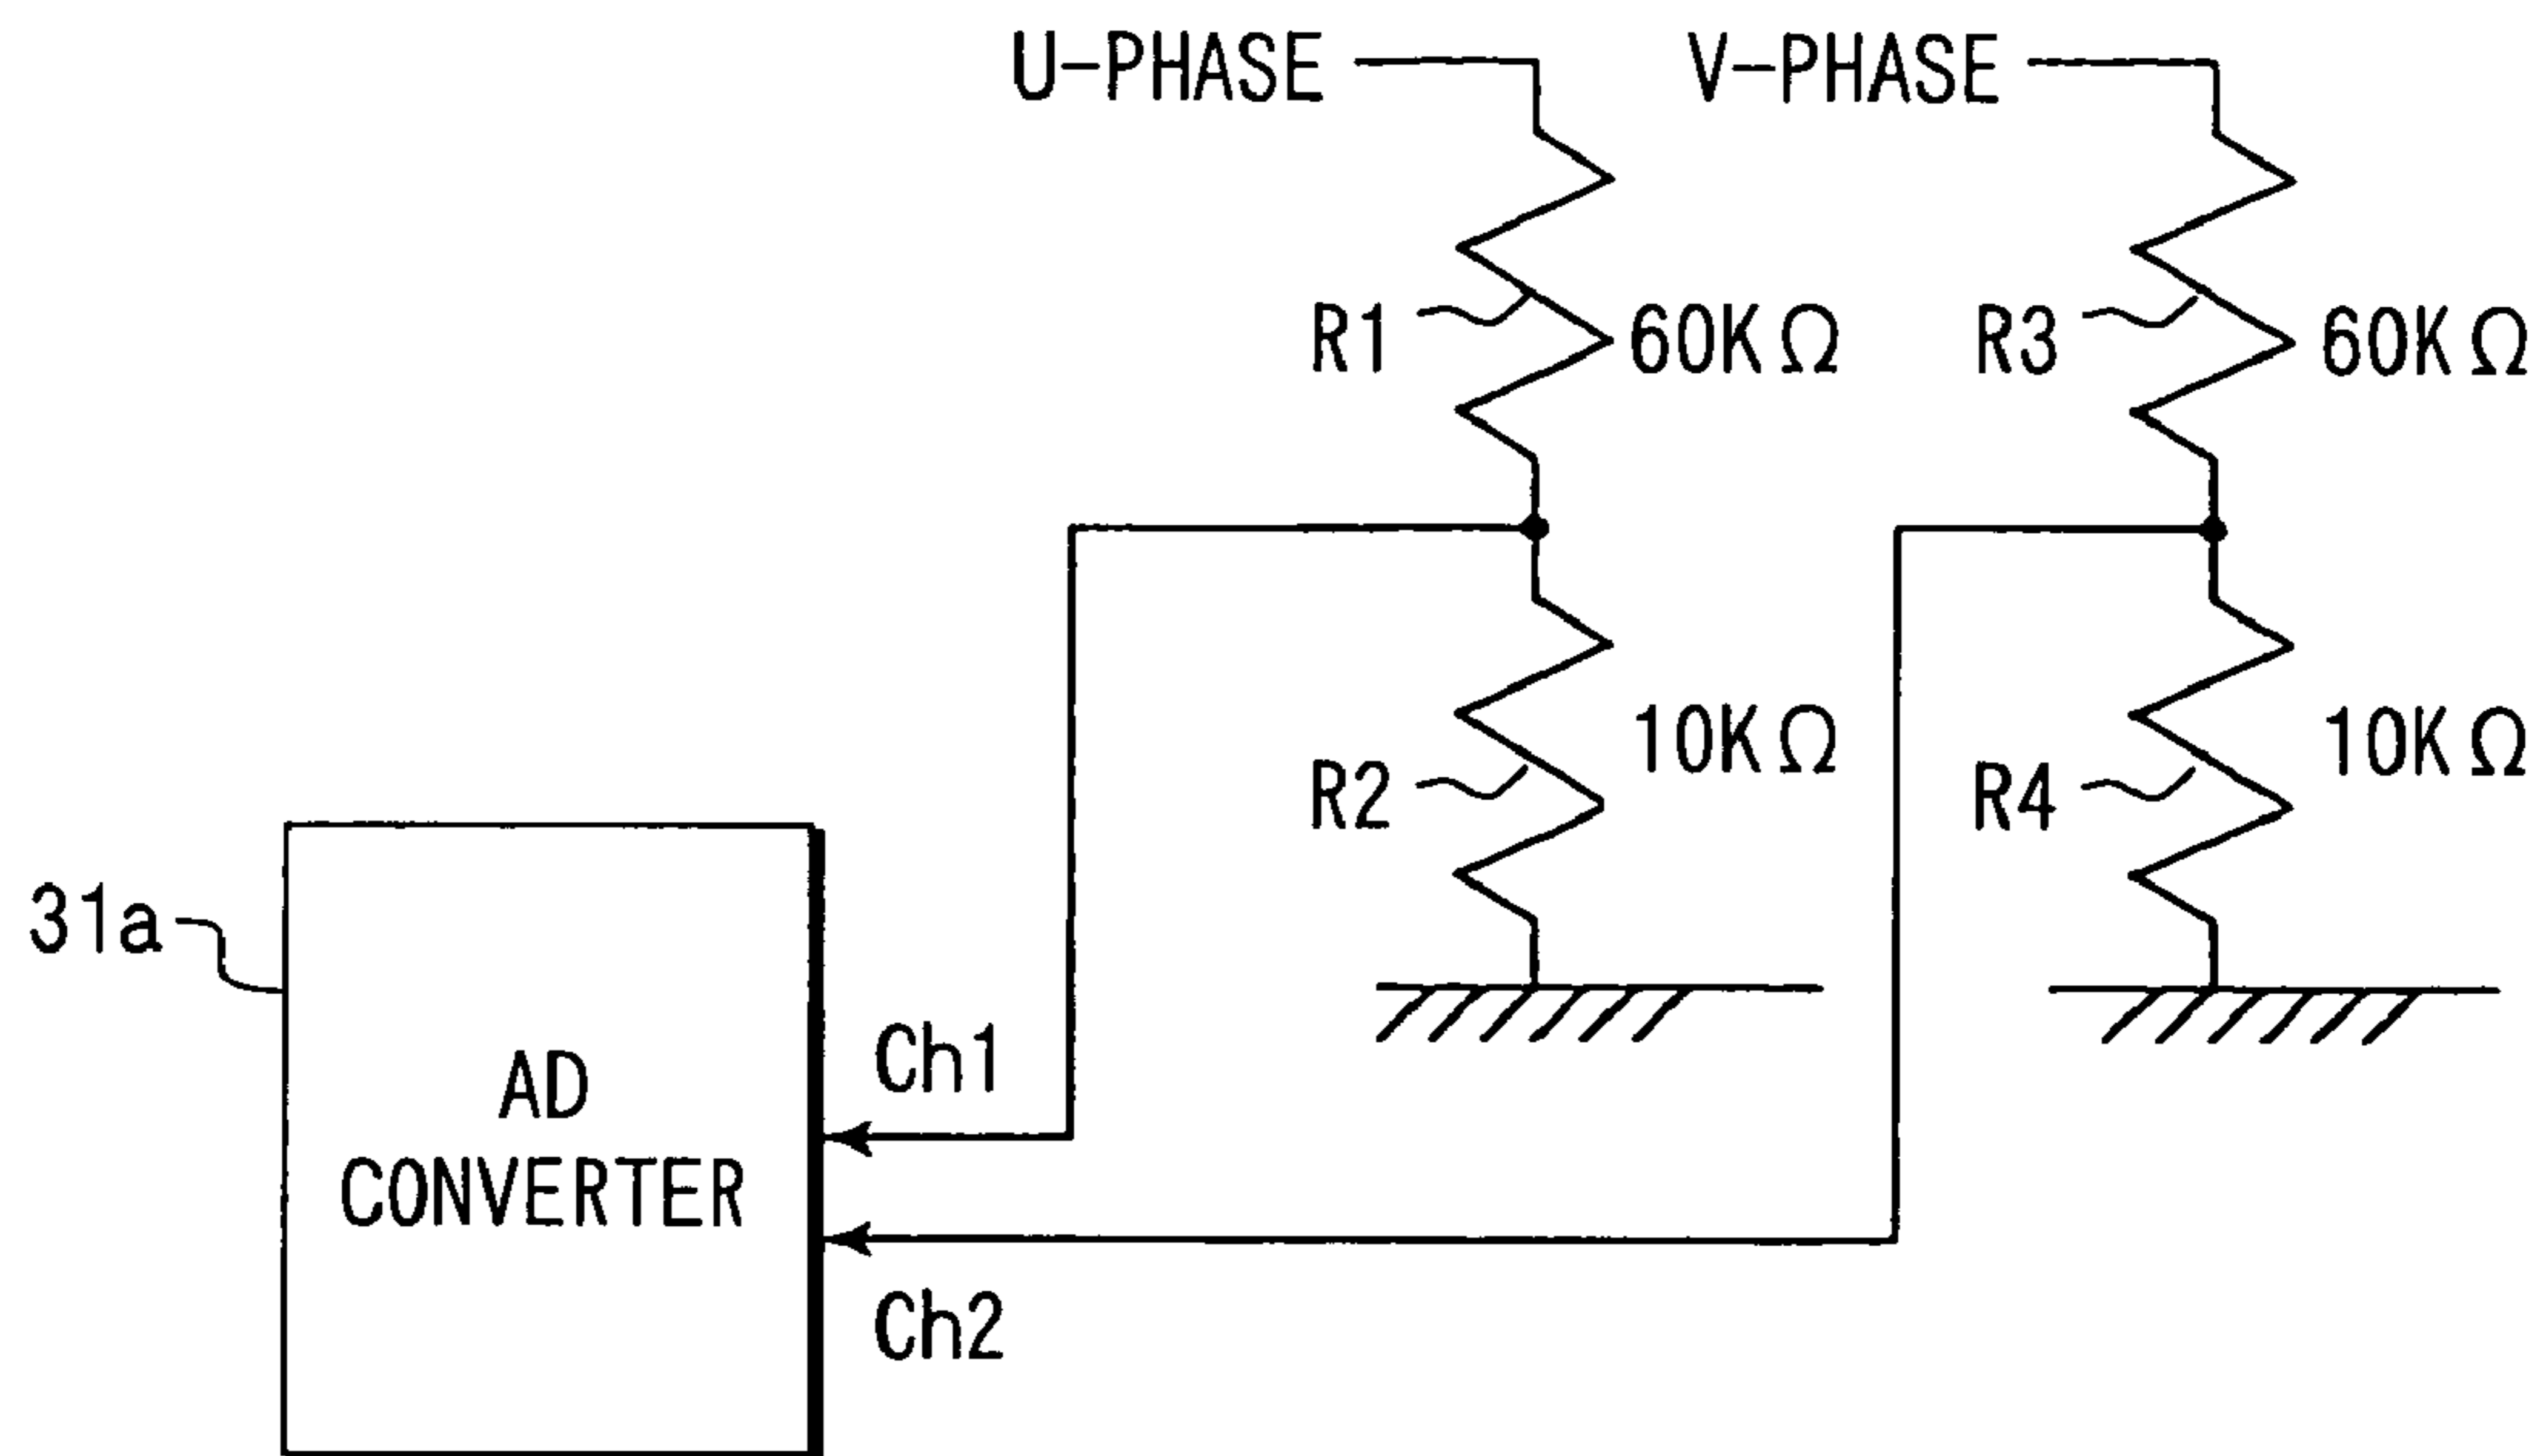 U-PHASE
V-PHASE
R1
60KΩ
R3
60KΩ
R2
10KΩ
R4
10KΩ
31a
AD
CONVERTER
Ch1
Ch2